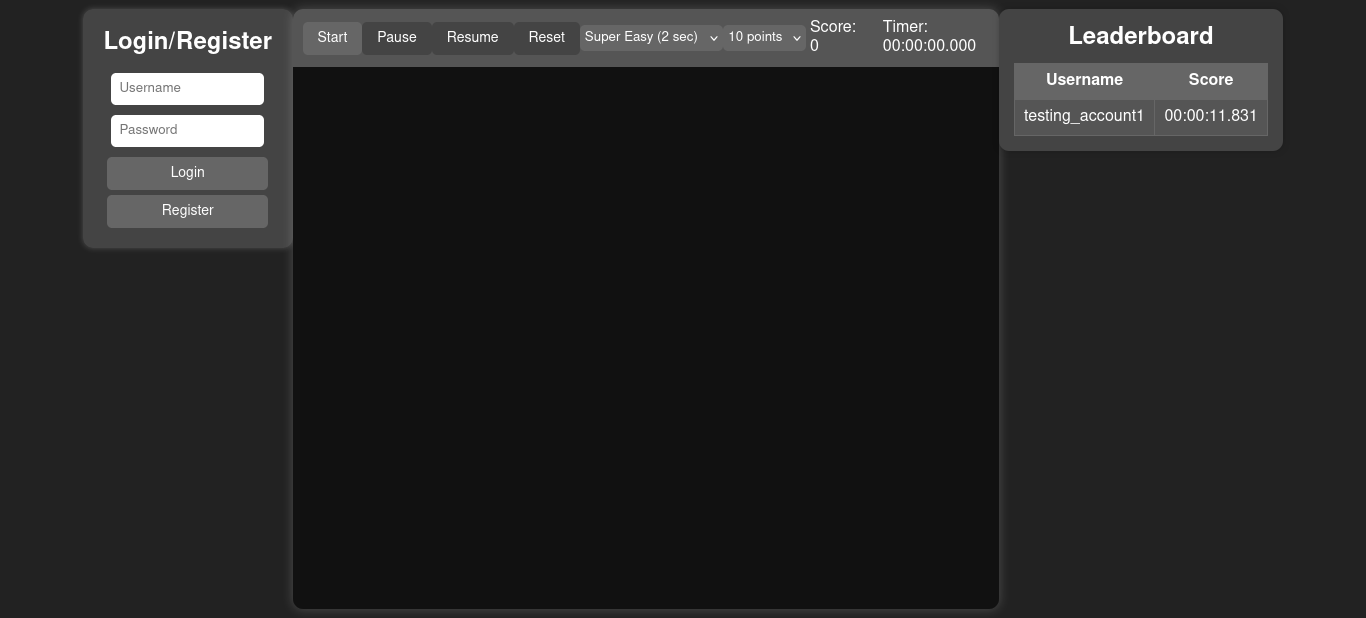 Login/Register
Username
Password
Login
Register
Start
Pause
Resume
Reset
Super Easy (2 sec)
10 points
Score:
0
Timer:
00:00:00.000
Leaderboard
Username Score
testing_account1 00:00:11.831